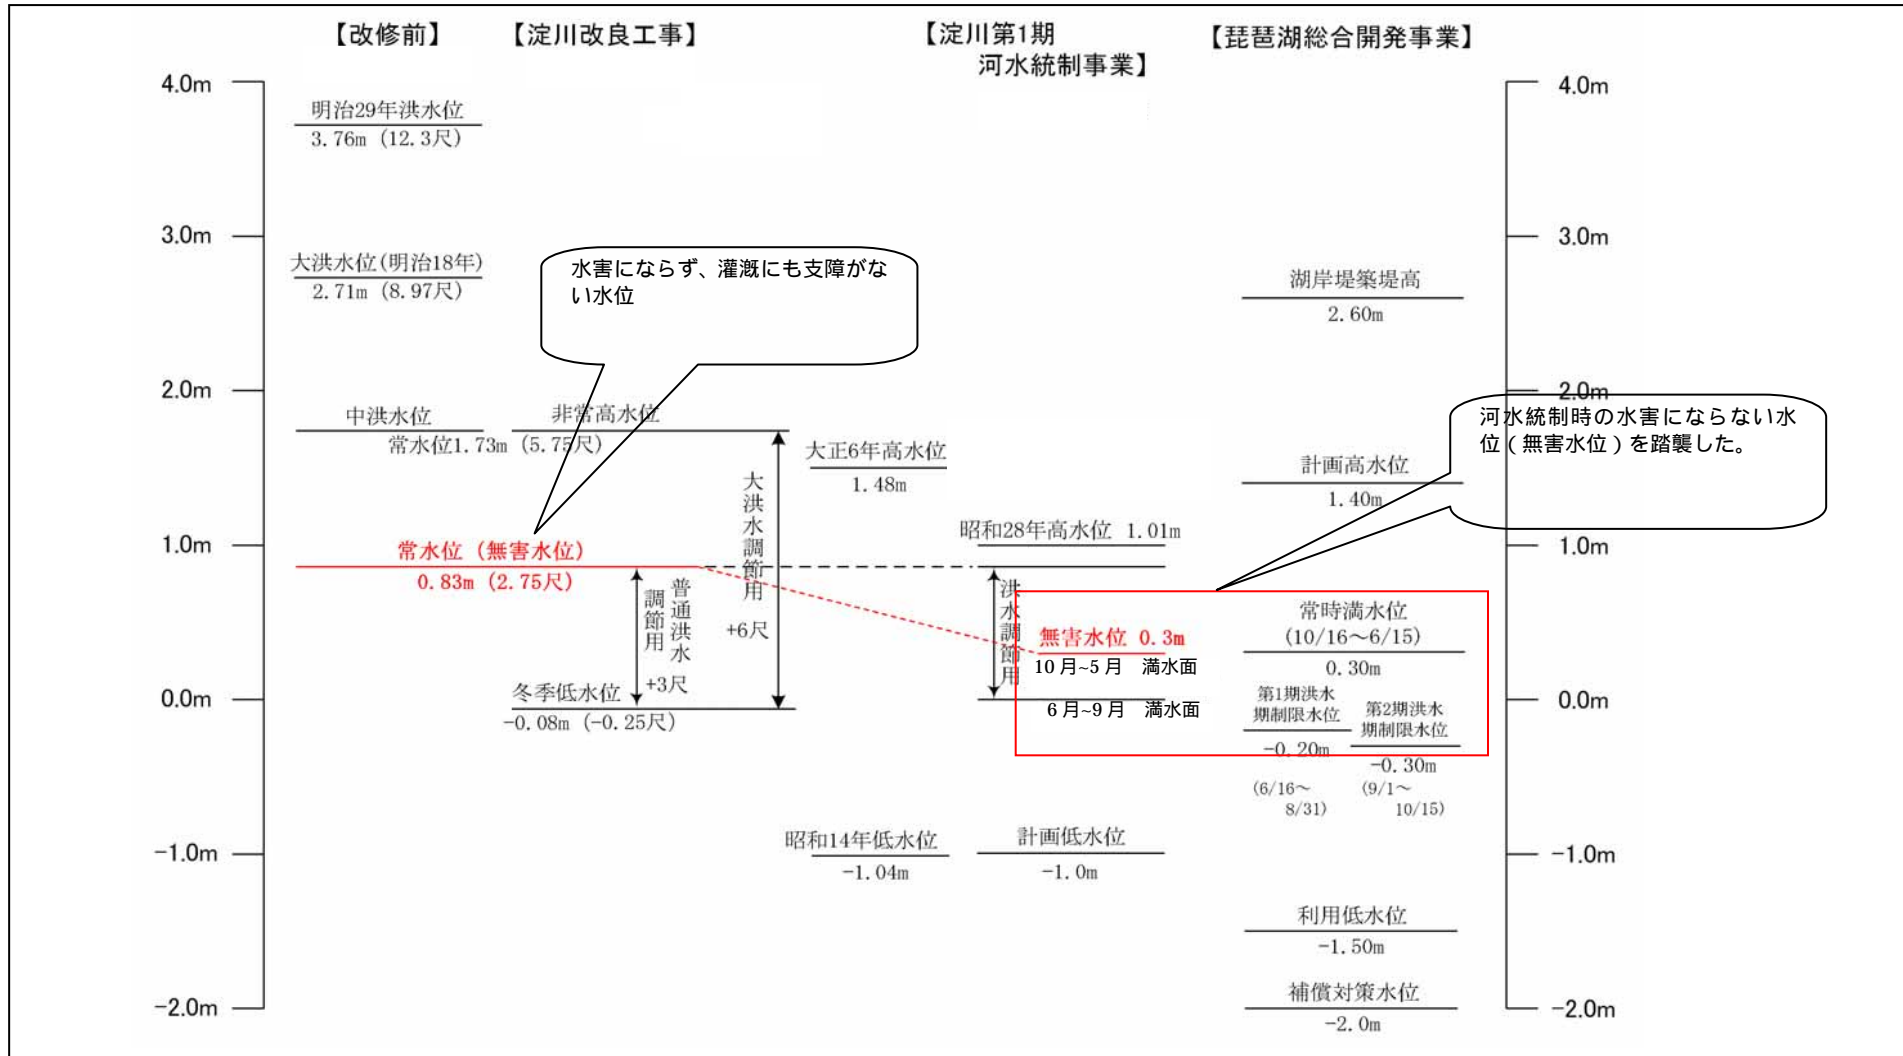 【改修前】
【淀川改良工事】
【淀川第1期
河水統制事業】
【琵琶湖総合開発事業】
4.0m
3.0m
2.0m
1.0m
0.0m
-1.0m
-2.0m
明治29年洪水位
3.76m (12.3尺)
大洪水位(明治18年)
2.71m (8.97尺)
中洪水位
常水位1.73m (5.75尺)
非常高水位
水害にならず、灌漑にも支障がな
い水位
常水位 (無害水位)
0.83m (2.75尺)
普通洪水
調節用
+3尺
大洪水調節用
+6尺
冬季低水位
-0.08m (-0.25尺)
大正6年高水位
1.48m
昭和28年高水位 1.01m
洪水調節用
無害水位 0.3m
10月~5月 満水面
6月~9月 満水面
昭和14年低水位
-1.04m
計画低水位
-1.0m
湖岸堤築堤高
2.60m
河水統制時の水害にならない水
位(無害水位)を踏襲した。
計画高水位
1.40m
常時満水位
(10/16～6/15)
0.30m
第1期洪水
期制限水位
-0.20m
(6/16～
8/31)
第2期洪水
期制限水位
-0.30m
(9/1～
10/15)
利用低水位
-1.50m
補償対策水位
-2.0m
4.0m
3.0m
2.0m
1.0m
0.0m
-1.0m
-2.0m